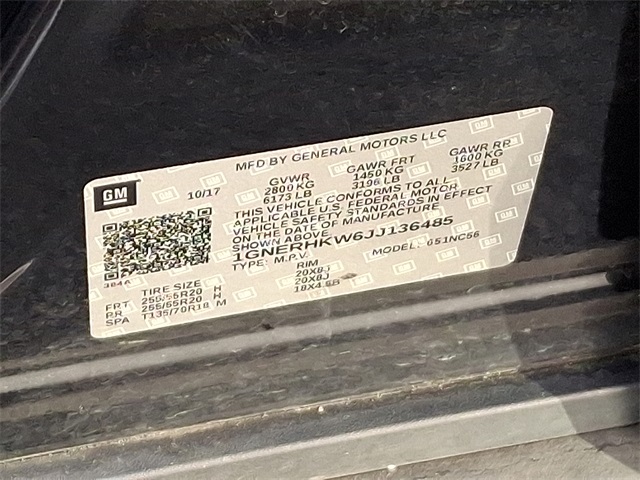 MFD BY GENERAL MOTORS LLC
GM
10/17
GVWR GAWR FRT GAWR RR
2800 KG 1450 KG 1600 KG
6173 LB 3196 LB 3527 LB
THIS VEHICLE CONFORMS TO ALL
APPLICABLE U.S. FEDERAL MOTOR
VEHICLE SAFETY STANDARDS IN EFFECT
ON THE DATE OF MANUFACTURE
SHOWN ABOVE.
1GNERHKW6JJ136485
TYPE: M.P.V. MODEL:
384A
TIRE SIZE RIM
FRT 255/55R20 H 20X8J
RR 255/55R20 H 20X8J
SPA T135/70R18 M 18X4.5B